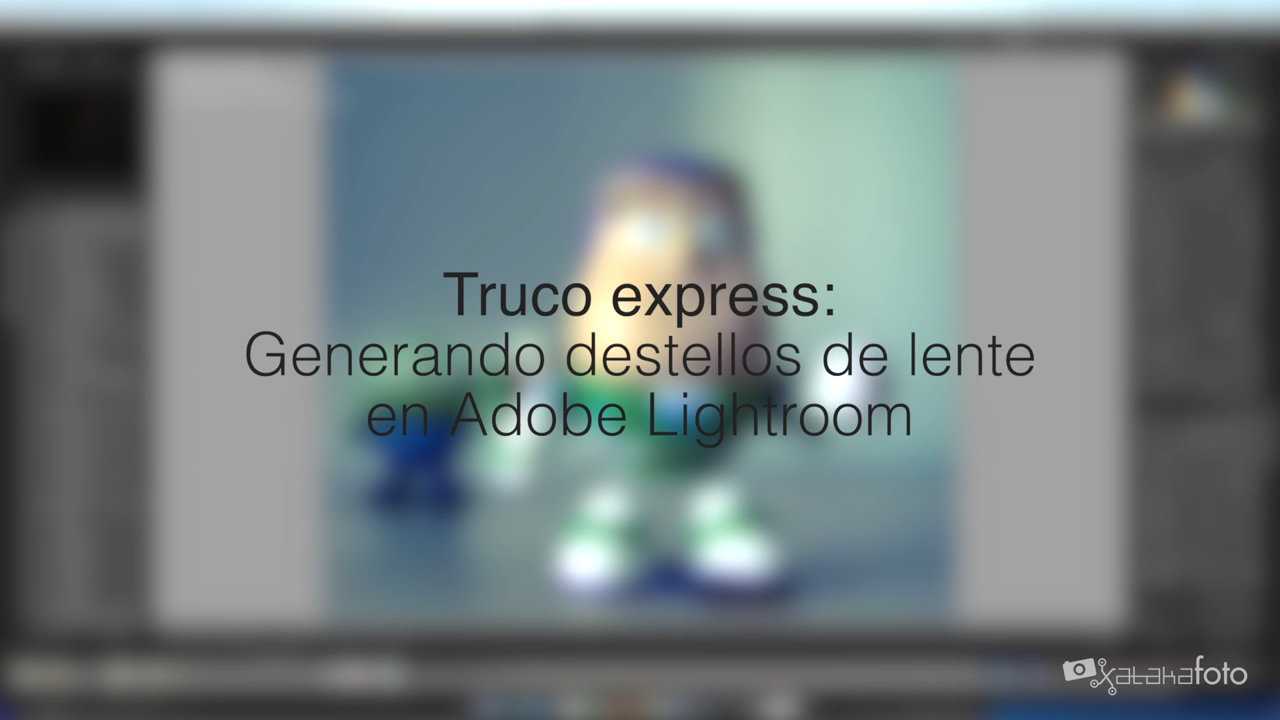 Truco express:
Generando destellos de lente
en Adobe Lightroom
xatakafoto